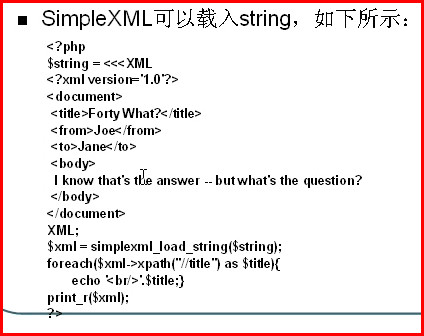 ■ SimpleXML可以载入string，如下所示：
<?php
$string = <<<XML
<?xml version='1.0'?>
<document>
<title>Forty What?</title>
<from>Joe</from>
<to>Jane</to>
<body>
I know that's the answer -- but what's the question?
</body>
</document>
XML;
$xml = simplexml_load_string($string);
foreach($xml->xpath("//title") as $title){
echo '<br/>'.$title;}
print_r($xml);
?>